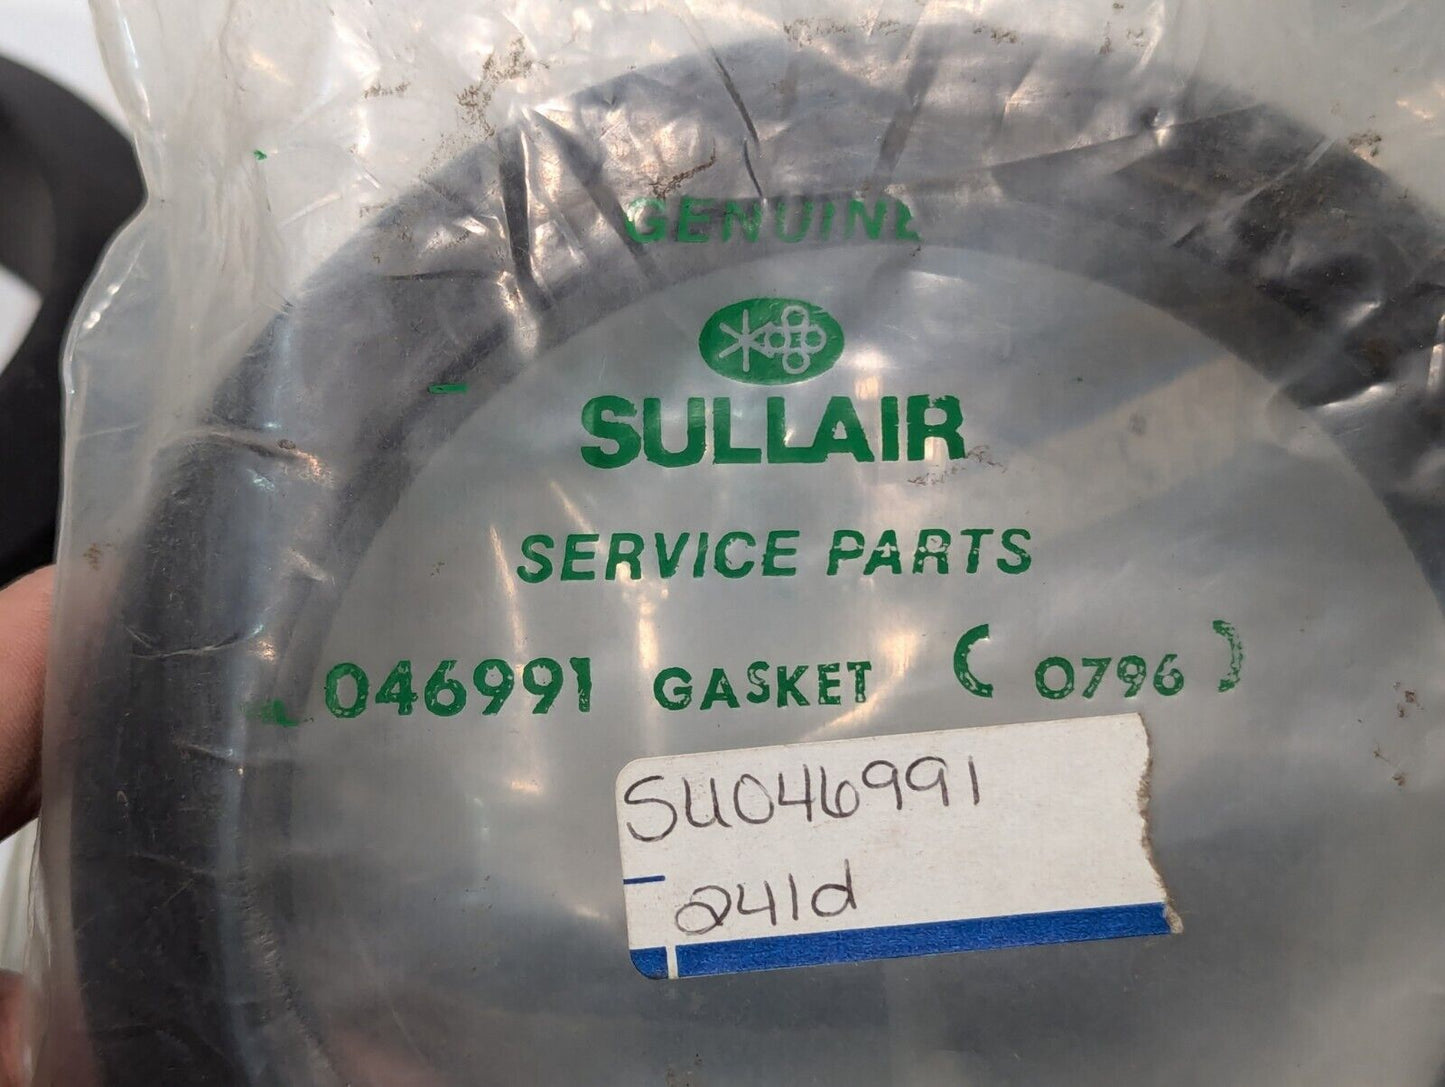 GENUINE
SULLAIR
SERVICE PARTS
046991 GASKET (0796)
SU046991
241d